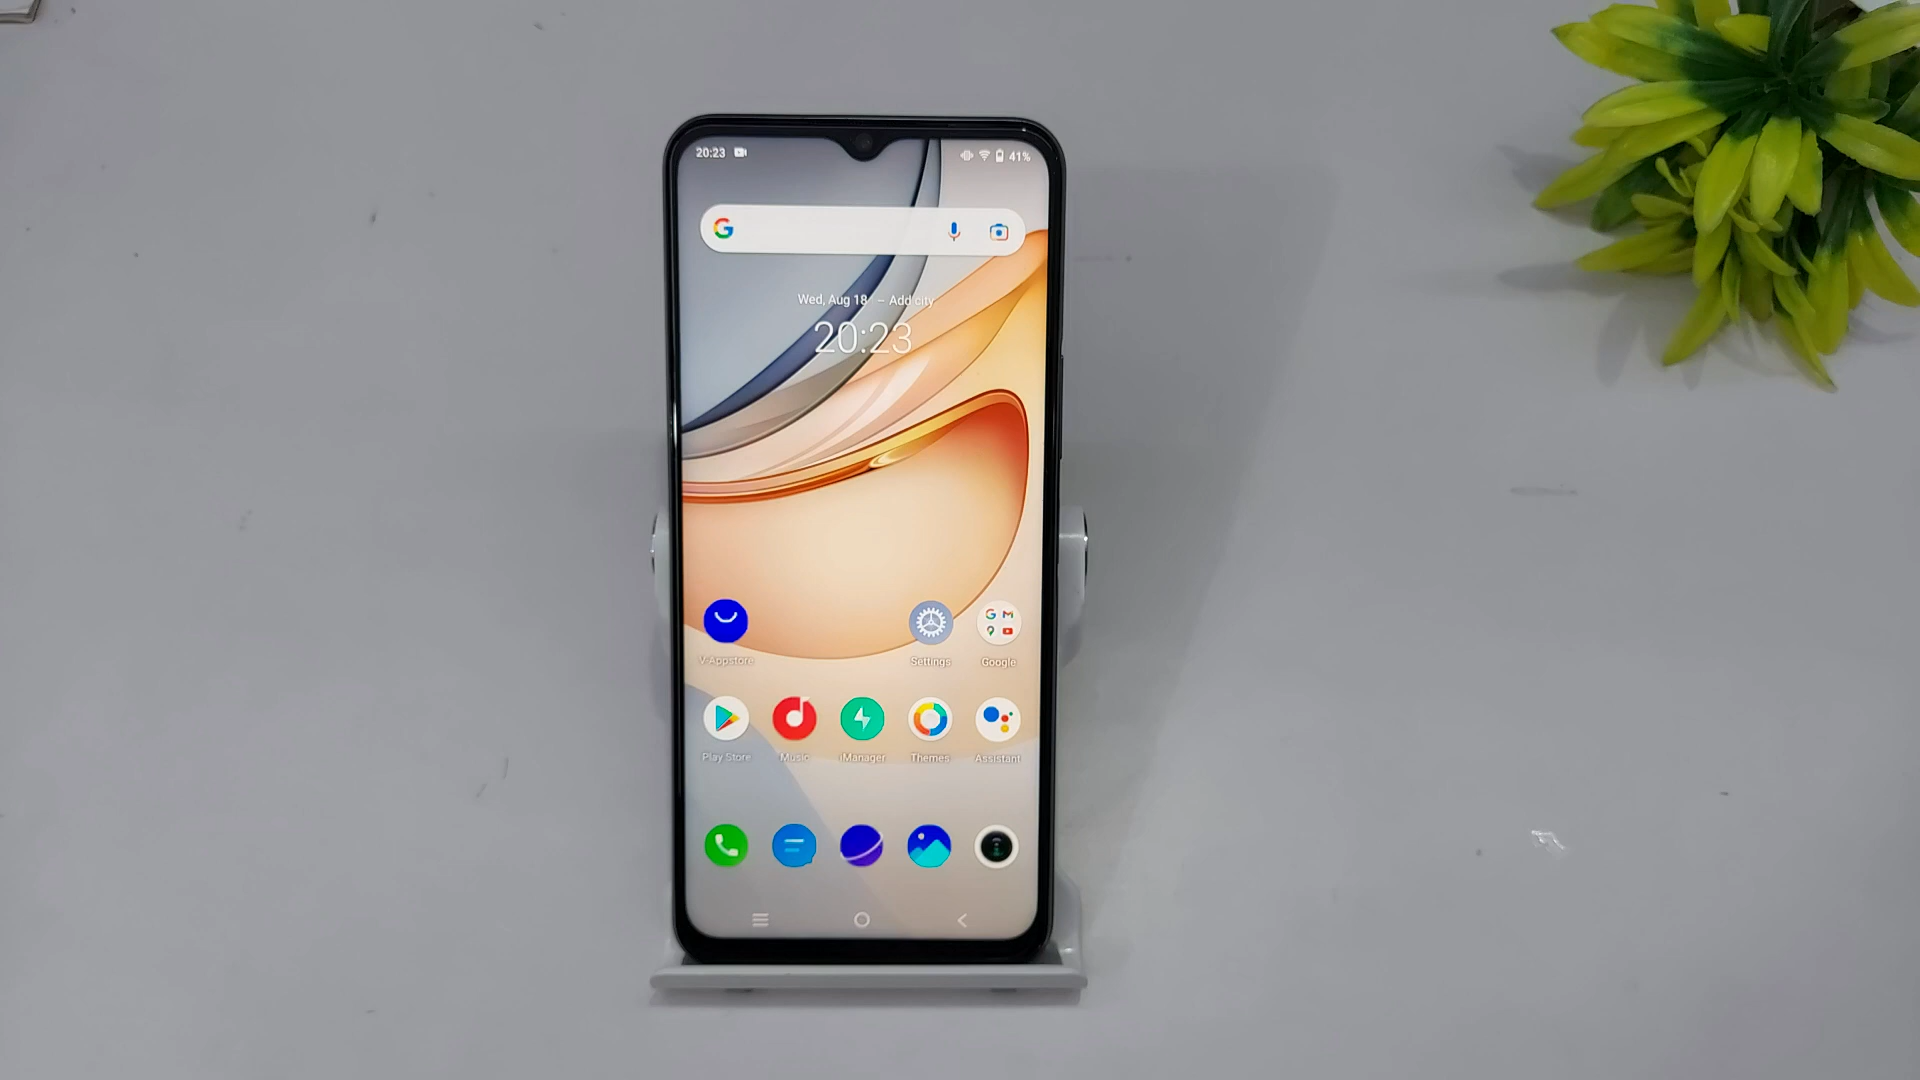 20:23 41%
Wed, Aug 18 – Add city
20:23
V-Appstore Settings Google
Play Store Music iManager Themes Assistant